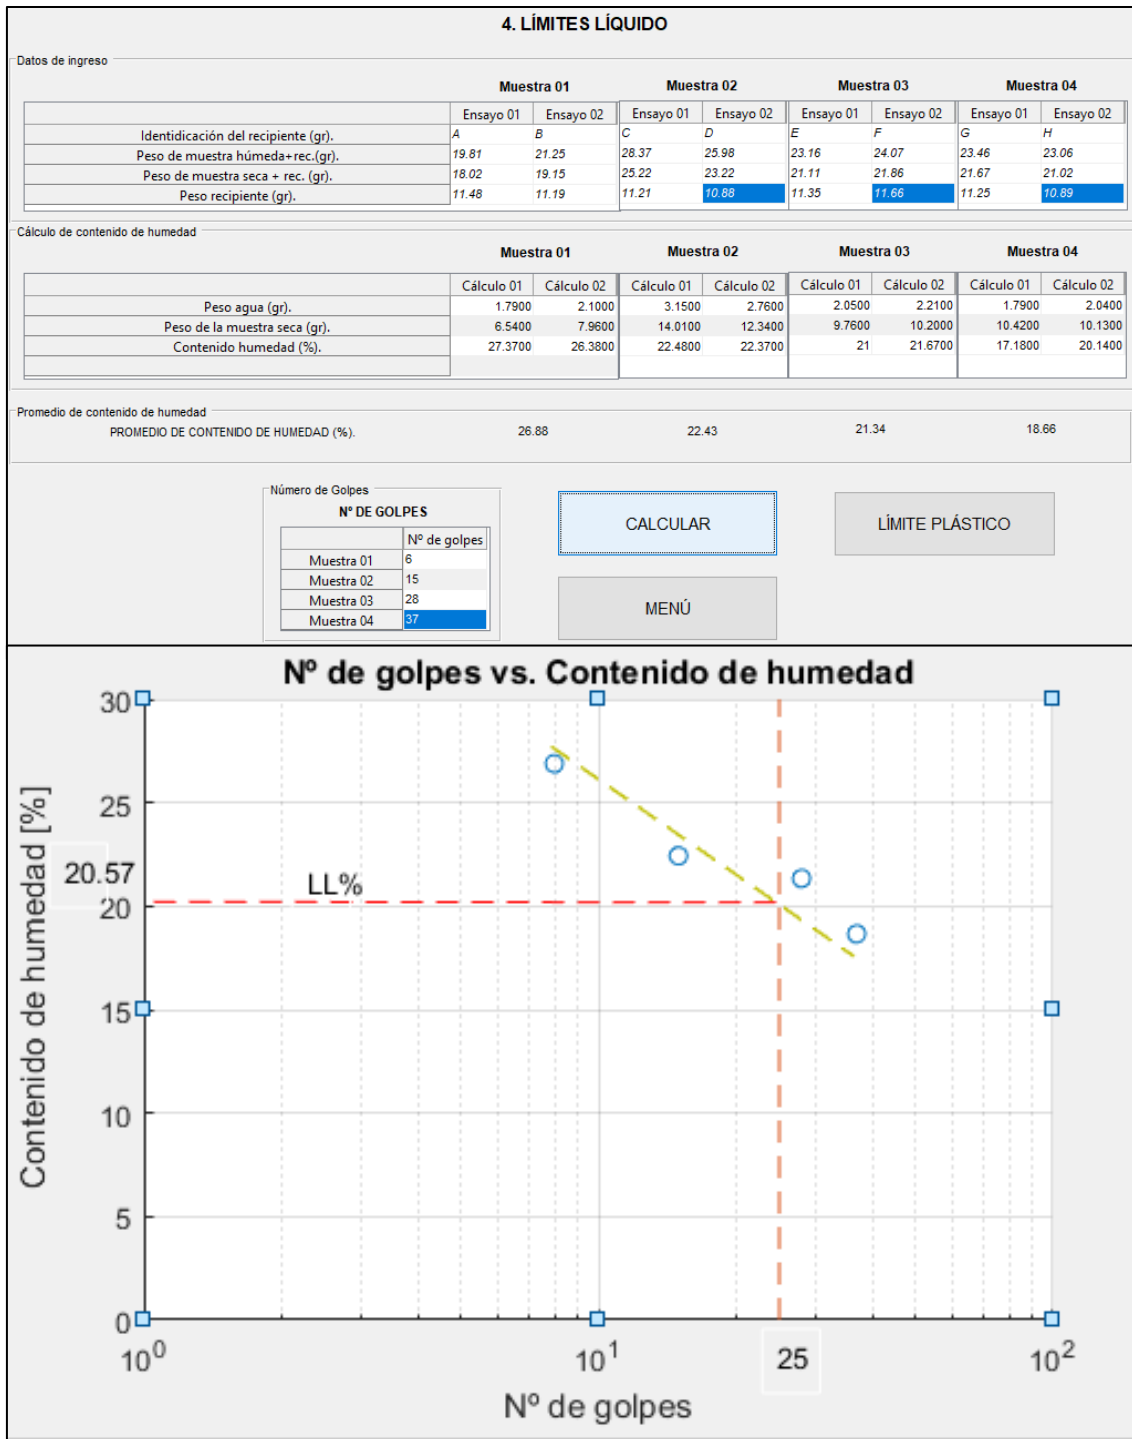 4. LÍMITES LÍQUIDO
Datos de ingreso
Muestra 01 Muestra 02 Muestra 03 Muestra 04
Ensayo 01 Ensayo 02 Ensayo 01 Ensayo 02 Ensayo 01 Ensayo 02 Ensayo 01 Ensayo 02
Identidicación del recipiente (gr). A B C D E F G H
Peso de muestra húmeda+rec.(gr). 19.81 21.25 28.37 25.98 23.16 24.07 23.46 23.06
Peso de muestra seca + rec. (gr). 18.02 19.15 25.22 23.22 21.11 21.86 21.67 21.02
Peso recipiente (gr). 11.48 11.19 11.21 10.88 11.35 11.66 11.25 10.89
Cálculo de contenido de humedad
Muestra 01 Muestra 02 Muestra 03 Muestra 04
Cálculo 01 Cálculo 02 Cálculo 01 Cálculo 02 Cálculo 01 Cálculo 02 Cálculo 01 Cálculo 02
Peso agua (gr). 1.7900 2.1000 3.1500 2.7600 2.0500 2.2100 1.7900 2.0400
Peso de la muestra seca (gr). 6.5400 7.9600 14.0100 12.3400 9.7600 10.2000 10.4200 10.1300
Contenido humedad (%). 27.3700 26.3800 22.4800 22.3700 21 21.6700 17.1800 20.1400
Promedio de contenido de humedad
PROMEDIO DE CONTENIDO DE HUMEDAD (%). 26.88 22.43 21.34 18.66
Número de Golpes
Nº DE GOLPES
Nº de golpes
Muestra 01 6
Muestra 02 15
Muestra 03 28
Muestra 04 37
CALCULAR
LÍMITE PLÁSTICO
MENÚ
Nº de golpes vs. Contenido de humedad
Contenido de humedad [%]
30
25
20.57
LL%
20
15
10
5
0
10⁰ 10¹ 25 10²
Nº de golpes